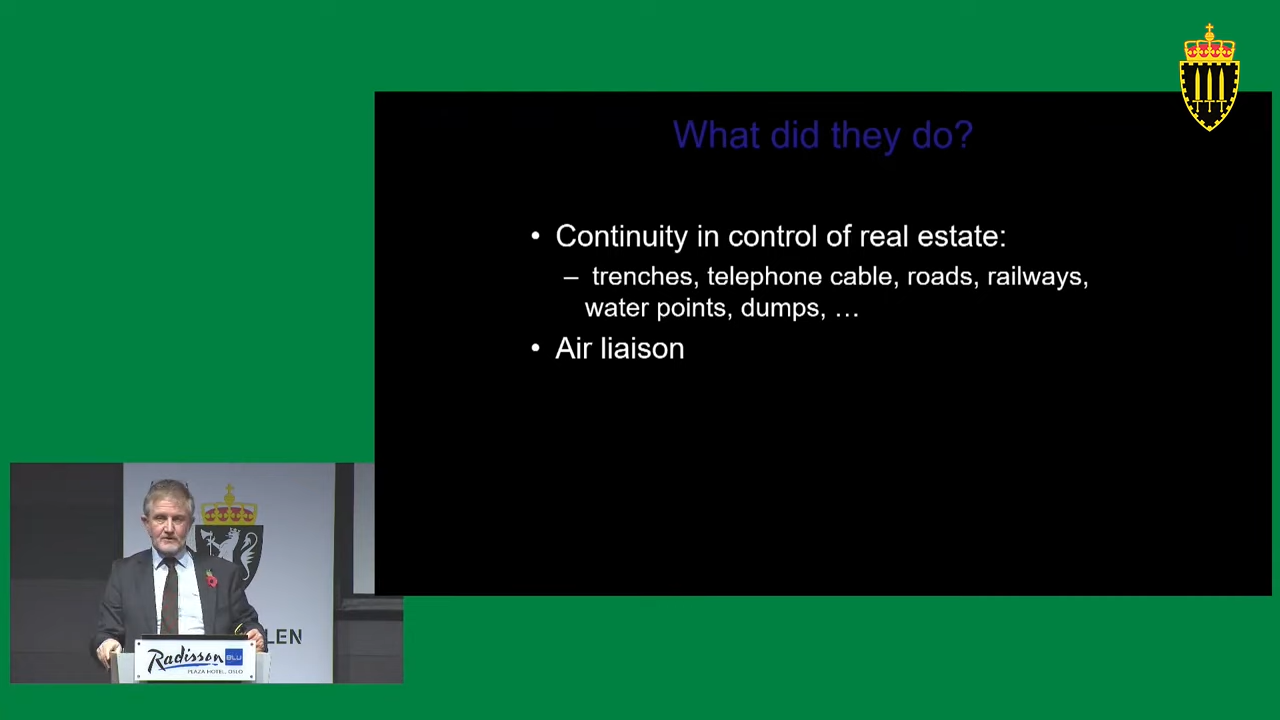 What did they do?
• Continuity in control of real estate:
– trenches, telephone cable, roads, railways,
water points, dumps, …
• Air liaison
LEN
Radisson BLU
PLAZA HOTEL, OSLO